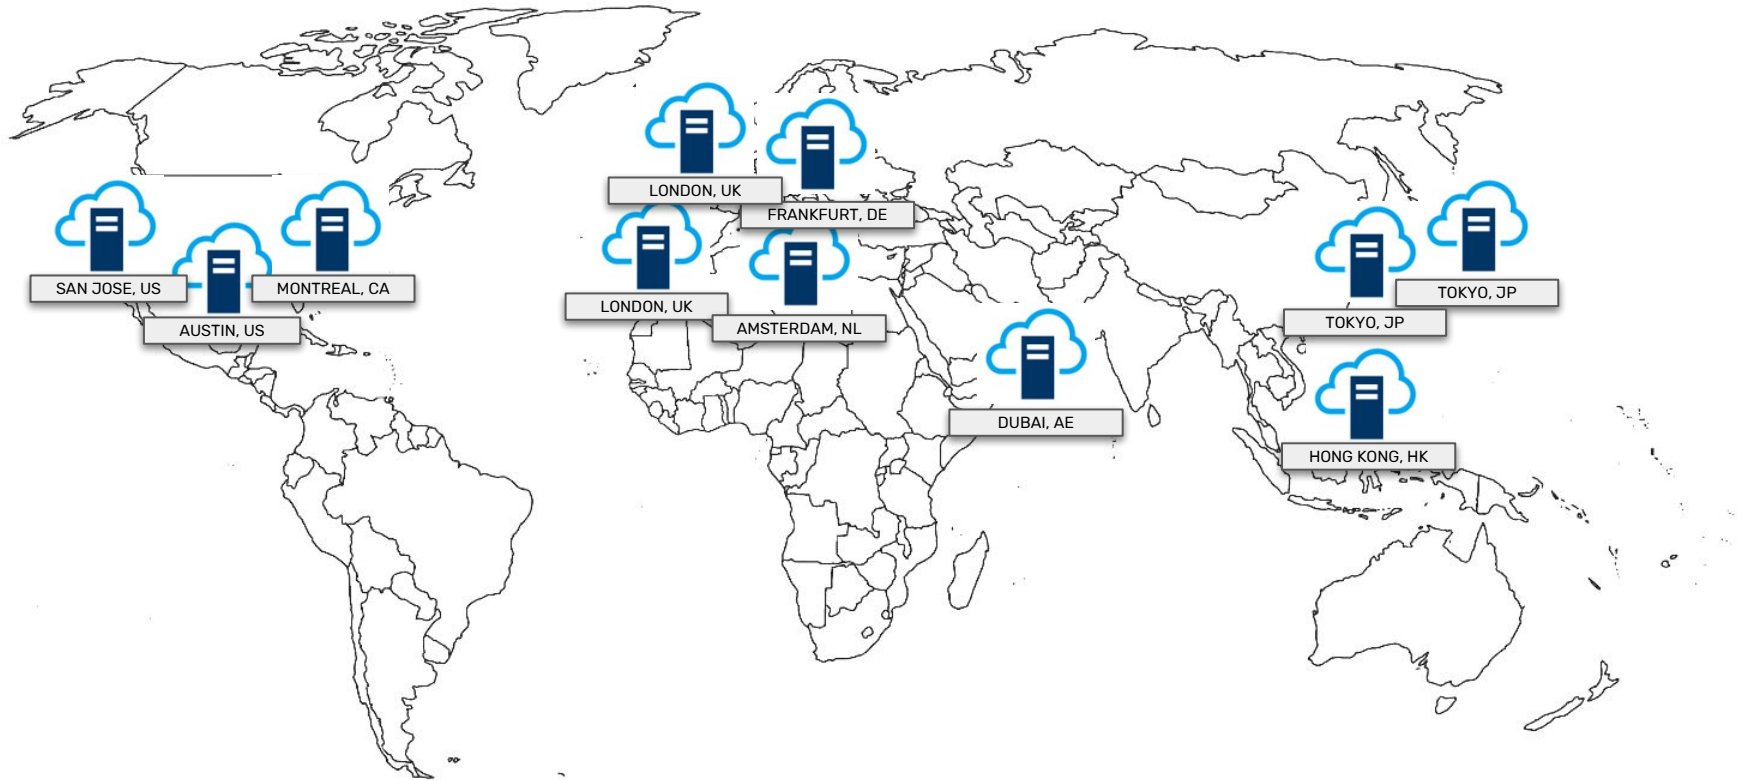 LONDON, UK
FRANKFURT, DE
SAN JOSE, US
MONTREAL, CA
AUSTIN, US
LONDON, UK
AMSTERDAM, NL
TOKYO, JP
TOKYO, JP
DUBAI, AE
HONG KONG, HK